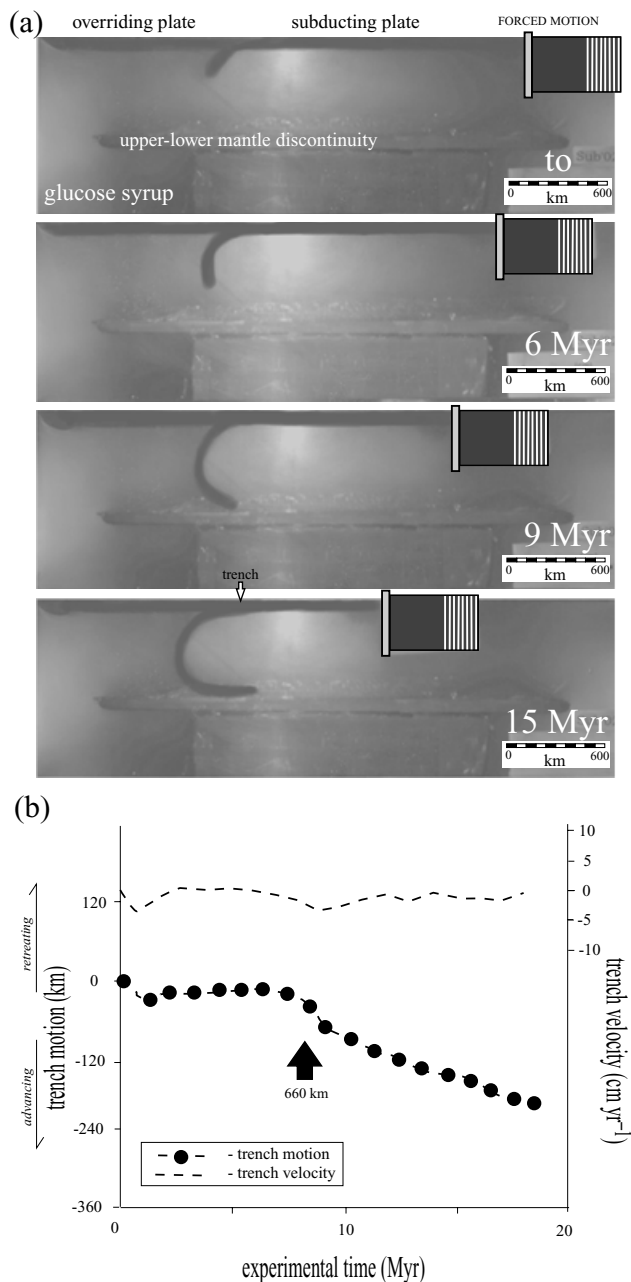 (a)
overriding plate subducting plate FORCED MOTION
upper-lower mantle discontinuity
glucose syrup
to
Sub'02
0 600
km
6 Myr
0 600
km
9 Myr
0 600
km
trench
15 Myr
0 600
km
(b)
retreating
advancing
trench motion (km)
120
0
-120
-240
-360
10
5
0
-5
-10
trench velocity (cm yr⁻¹)
660 km
- trench motion
- trench velocity
0 10 20
experimental time (Myr)